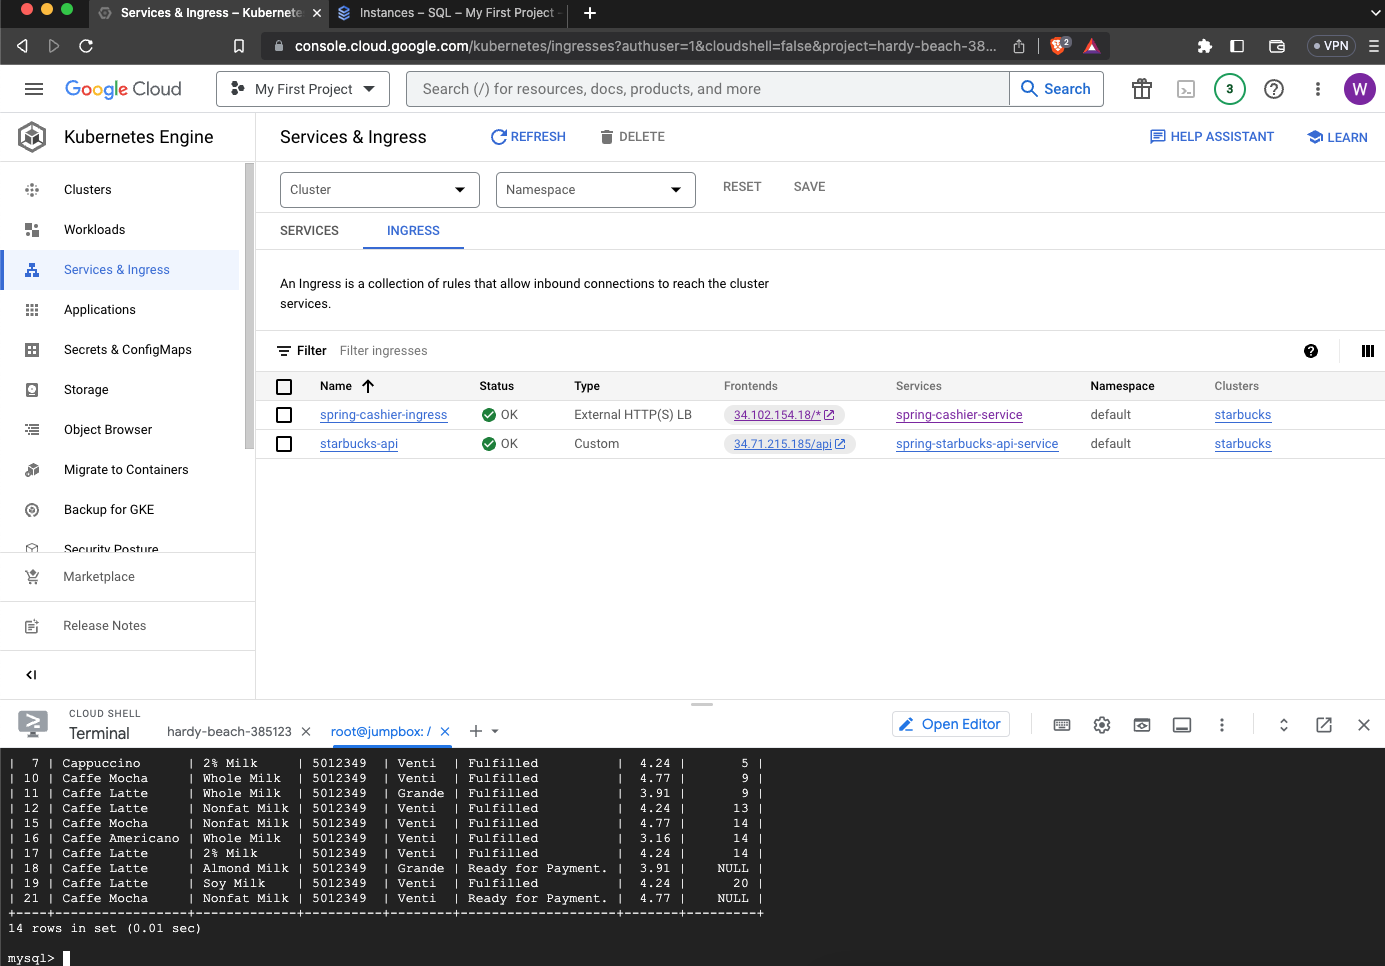 Services & Ingress – Kubernete
Instances – SQL – My First Project -
console.cloud.google.com/kubernetes/ingresses?authuser=1&cloudshell=false&project=hardy-beach-38...
2
VPN
Google Cloud
My First Project
Search (/) for resources, docs, products, and more
Search
3
W
Kubernetes Engine
Services & Ingress
REFRESH
DELETE
HELP ASSISTANT
LEARN
Clusters
Workloads
Services & Ingress
Applications
Secrets & ConfigMaps
Storage
Object Browser
Migrate to Containers
Backup for GKE
Security Posture
Marketplace
Release Notes
Cluster
Namespace
RESET
SAVE
SERVICES
INGRESS
An Ingress is a collection of rules that allow inbound connections to reach the cluster
services.
Filter
Filter ingresses
Name Status Type Frontends Services Namespace Clusters
spring-cashier-ingress OK External HTTP(S) LB 34.102.154.18/* spring-cashier-service default starbucks
starbucks-api OK Custom 34.71.215.185/api spring-starbucks-api-service default starbucks
CLOUD SHELL
Terminal
hardy-beach-385123
root@jumpbox: /
Open Editor
|  7 | Cappuccino      | 2% Milk     | 5012349  | Venti  | Fulfilled          |  4.24 |       5 |
| 10 | Caffe Mocha     | Whole Milk  | 5012349  | Venti  | Fulfilled          |  4.77 |       9 |
| 11 | Caffe Latte     | Whole Milk  | 5012349  | Grande | Fulfilled          |  3.91 |       9 |
| 12 | Caffe Latte     | Nonfat Milk | 5012349  | Venti  | Fulfilled          |  4.24 |      13 |
| 15 | Caffe Mocha     | Nonfat Milk | 5012349  | Venti  | Fulfilled          |  4.77 |      14 |
| 16 | Caffe Americano | Whole Milk  | 5012349  | Venti  | Fulfilled          |  3.16 |      14 |
| 17 | Caffe Latte     | 2% Milk     | 5012349  | Venti  | Fulfilled          |  4.24 |      14 |
| 18 | Caffe Latte     | Almond Milk | 5012349  | Grande | Ready for Payment. |  3.91 |    NULL |
| 19 | Caffe Latte     | Soy Milk    | 5012349  | Venti  | Fulfilled          |  4.24 |      20 |
| 21 | Caffe Mocha     | Nonfat Milk | 5012349  | Venti  | Ready for Payment. |  4.77 |    NULL |
+----+-----------------+-------------+----------+--------+--------------------+-------+---------+
14 rows in set (0.01 sec)
mysql>